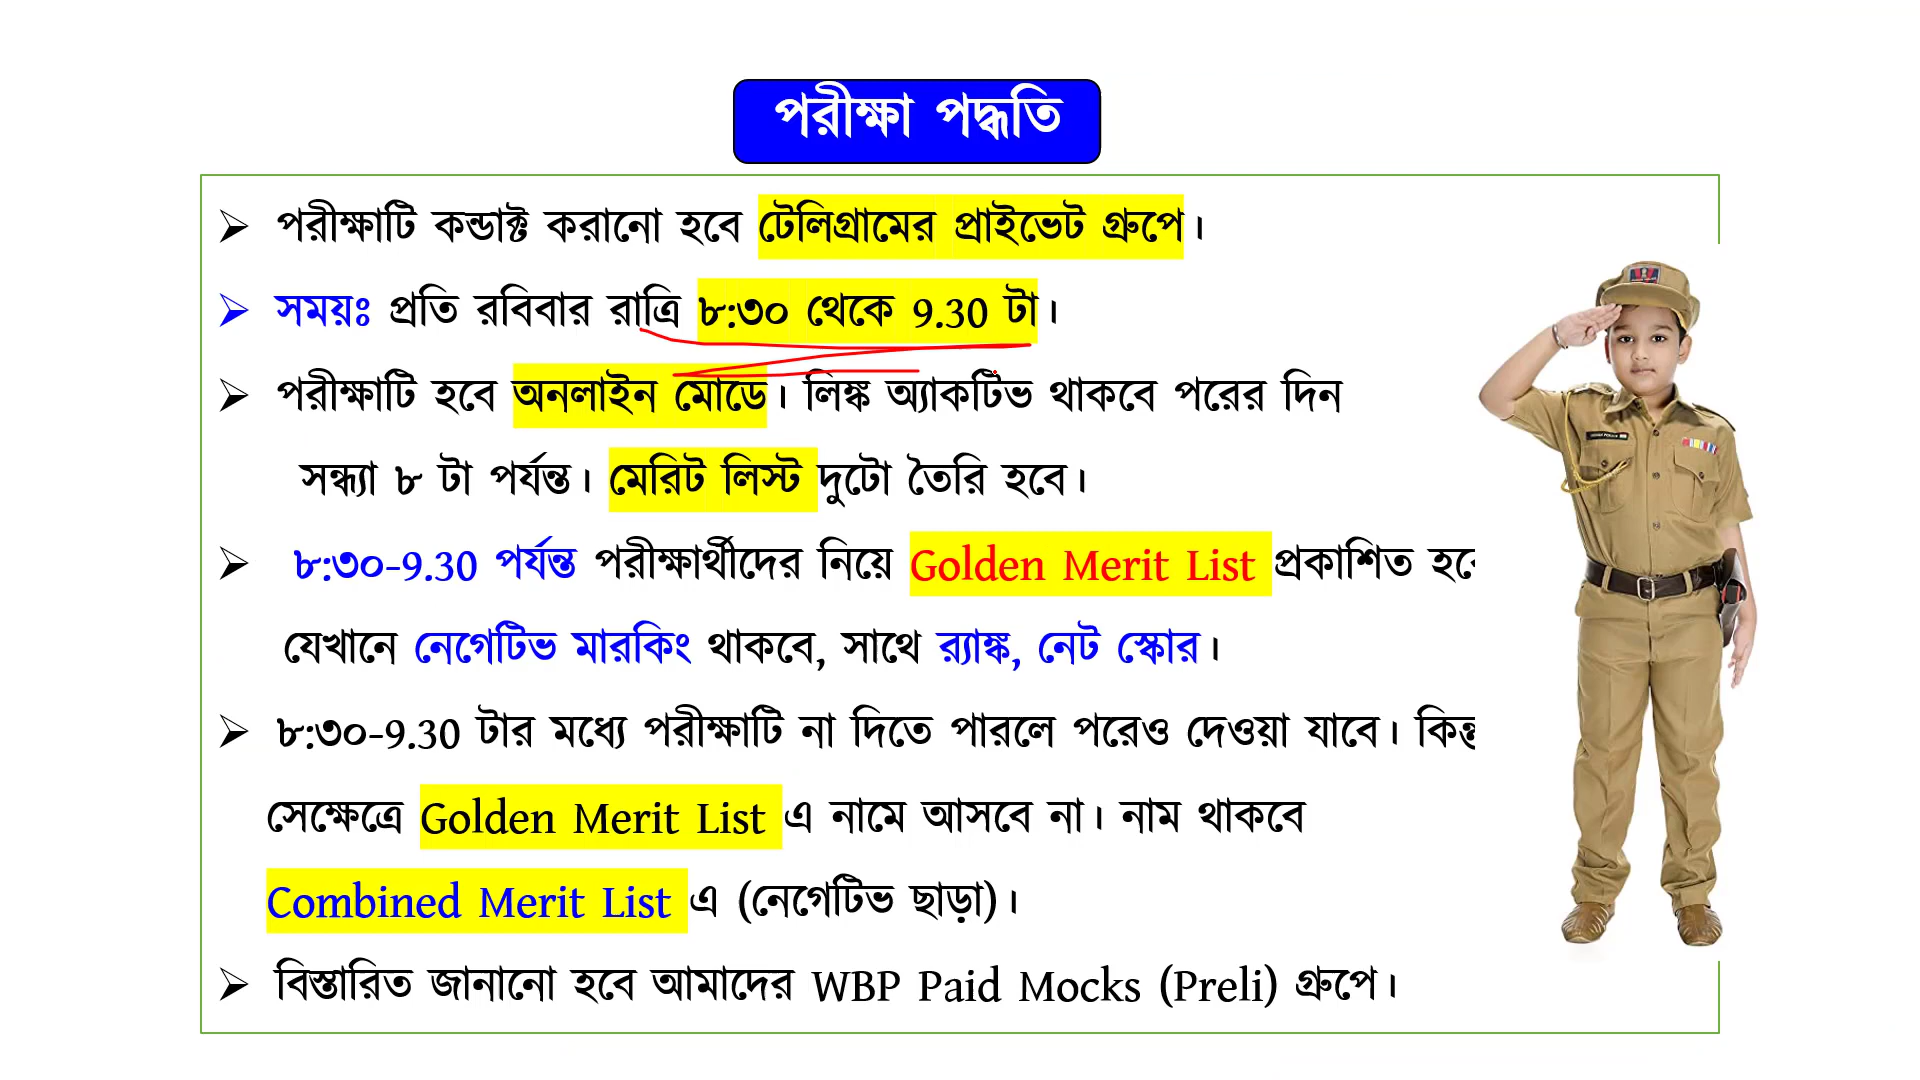 পরীক্ষা পদ্ধতি
➢ পরীক্ষাটি কন্ডাক্ট করানো হবে টেলিগ্রামের প্রাইভেট গ্রুপে।
➢ সময়ঃ প্রতি রবিবার রাত্রি ৮:৩০ থেকে 9.30 টা।
➢ পরীক্ষাটি হবে অনলাইন মোডে। লিঙ্ক অ্যাকটিভ থাকবে পরের দিন
সন্ধ্যা ৮ টা পর্যন্ত। মেরিট লিস্ট দুটো তৈরি হবে।
➢ ৮:৩০-9.30 পর্যন্ত পরীক্ষার্থীদের নিয়ে Golden Merit List প্রকাশিত হবে
যেখানে নেগেটিভ মারকিং থাকবে, সাথে র‍্যাঙ্ক, নেট স্কোর।
➢ ৮:৩০-9.30 টার মধ্যে পরীক্ষাটি না দিতে পারলে পরেও দেওয়া যাবে। কিন্তু
সেক্ষেত্রে Golden Merit List এ নামে আসবে না। নাম থাকবে
Combined Merit List এ (নেগেটিভ ছাড়া)।
➢ বিস্তারিত জানানো হবে আমাদের WBP Paid Mocks (Preli) গ্রুপে।